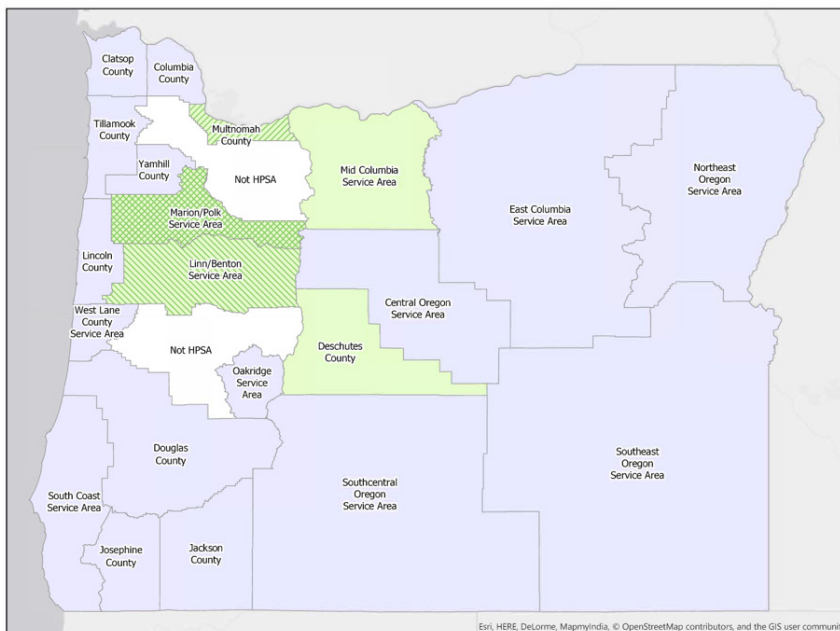 Clatsop
County
Columbia
County
Tillamook
County
Multnomah
County
Yamhill
County
Not HPSA
Mid Columbia
Service Area
Northeast
Oregon
Service Area
East Columbia
Service Area
Marion/Polk
Service Area
Lincoln
County
Linn/Benton
Service Area
West Lane
County
Service Area
Central Oregon
Service Area
Not HPSA
Deschutes
County
Oakridge
Service
Area
Douglas
County
Southeast
Oregon
Service Area
Southcentral
Oregon
Service Area
South Coast
Service Area
Josephine
County
Jackson
County
Esri, HERE, DeLorme, MapmyIndia, © OpenStreetMap contributors, and the GIS user communi